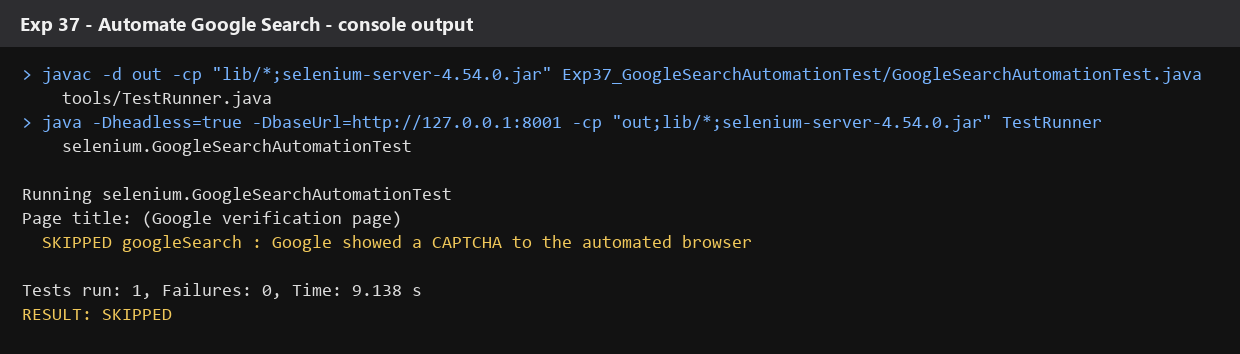 Exp 37 - Automate Google Search - console output
> javac -d out -cp "lib/*;selenium-server-4.54.0.jar" Exp37_GoogleSearchAutomationTest/GoogleSearchAutomationTest.java
tools/TestRunner.java
> java -Dheadless=true -DbaseUrl=http://127.0.0.1:8001 -cp "out;lib/*;selenium-server-4.54.0.jar" TestRunner
selenium.GoogleSearchAutomationTest
Running selenium.GoogleSearchAutomationTest
Page title: (Google verification page)
SKIPPED googleSearch : Google showed a CAPTCHA to the automated browser
Tests run: 1, Failures: 0, Time: 9.138 s
RESULT: SKIPPED